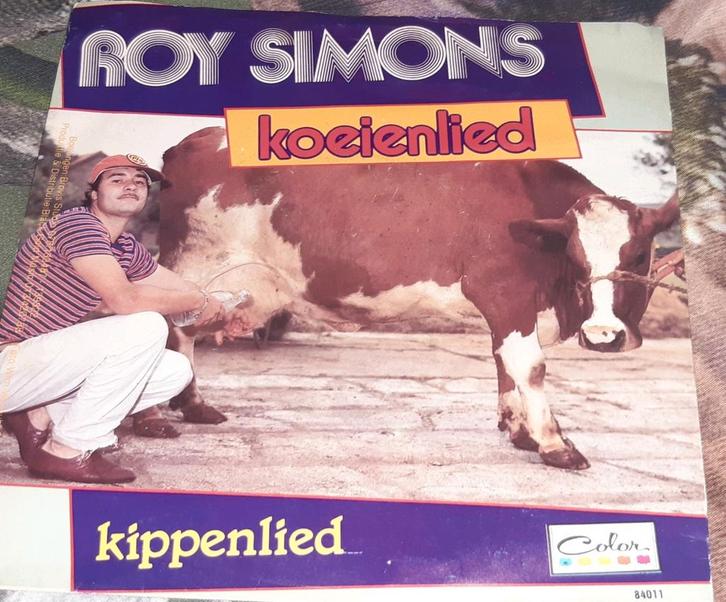 ROY SIMONS
koeienlied
kippenlied
Color
84011